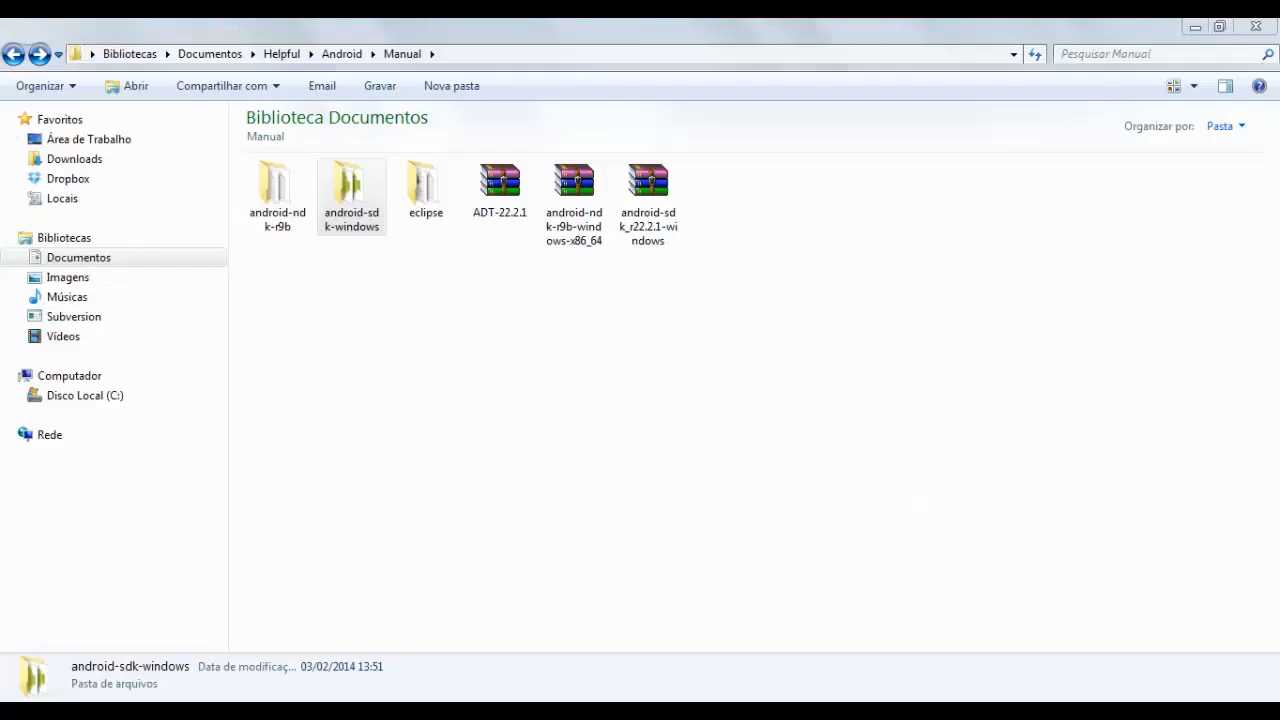 Bibliotecas
Documentos
Helpful
Android
Manual
Pesquisar Manual
Organizar
Abrir
Compartilhar com
Email
Gravar
Nova pasta
Favoritos
Área de Trabalho
Downloads
Dropbox
Locais
Bibliotecas
Documentos
Imagens
Músicas
Subversion
Vídeos
Computador
Disco Local (C:)
Rede
Biblioteca Documentos
Manual
Organizar por: Pasta
android-nd
k-r9b
android-sd
k-windows
eclipse
ADT-22.2.1
android-nd
k-r9b-wind
ows-x86_64
android-sd
k_r22.2.1-wi
ndows
android-sdk-windows Data de modificaç... 03/02/2014 13:51
Pasta de arquivos